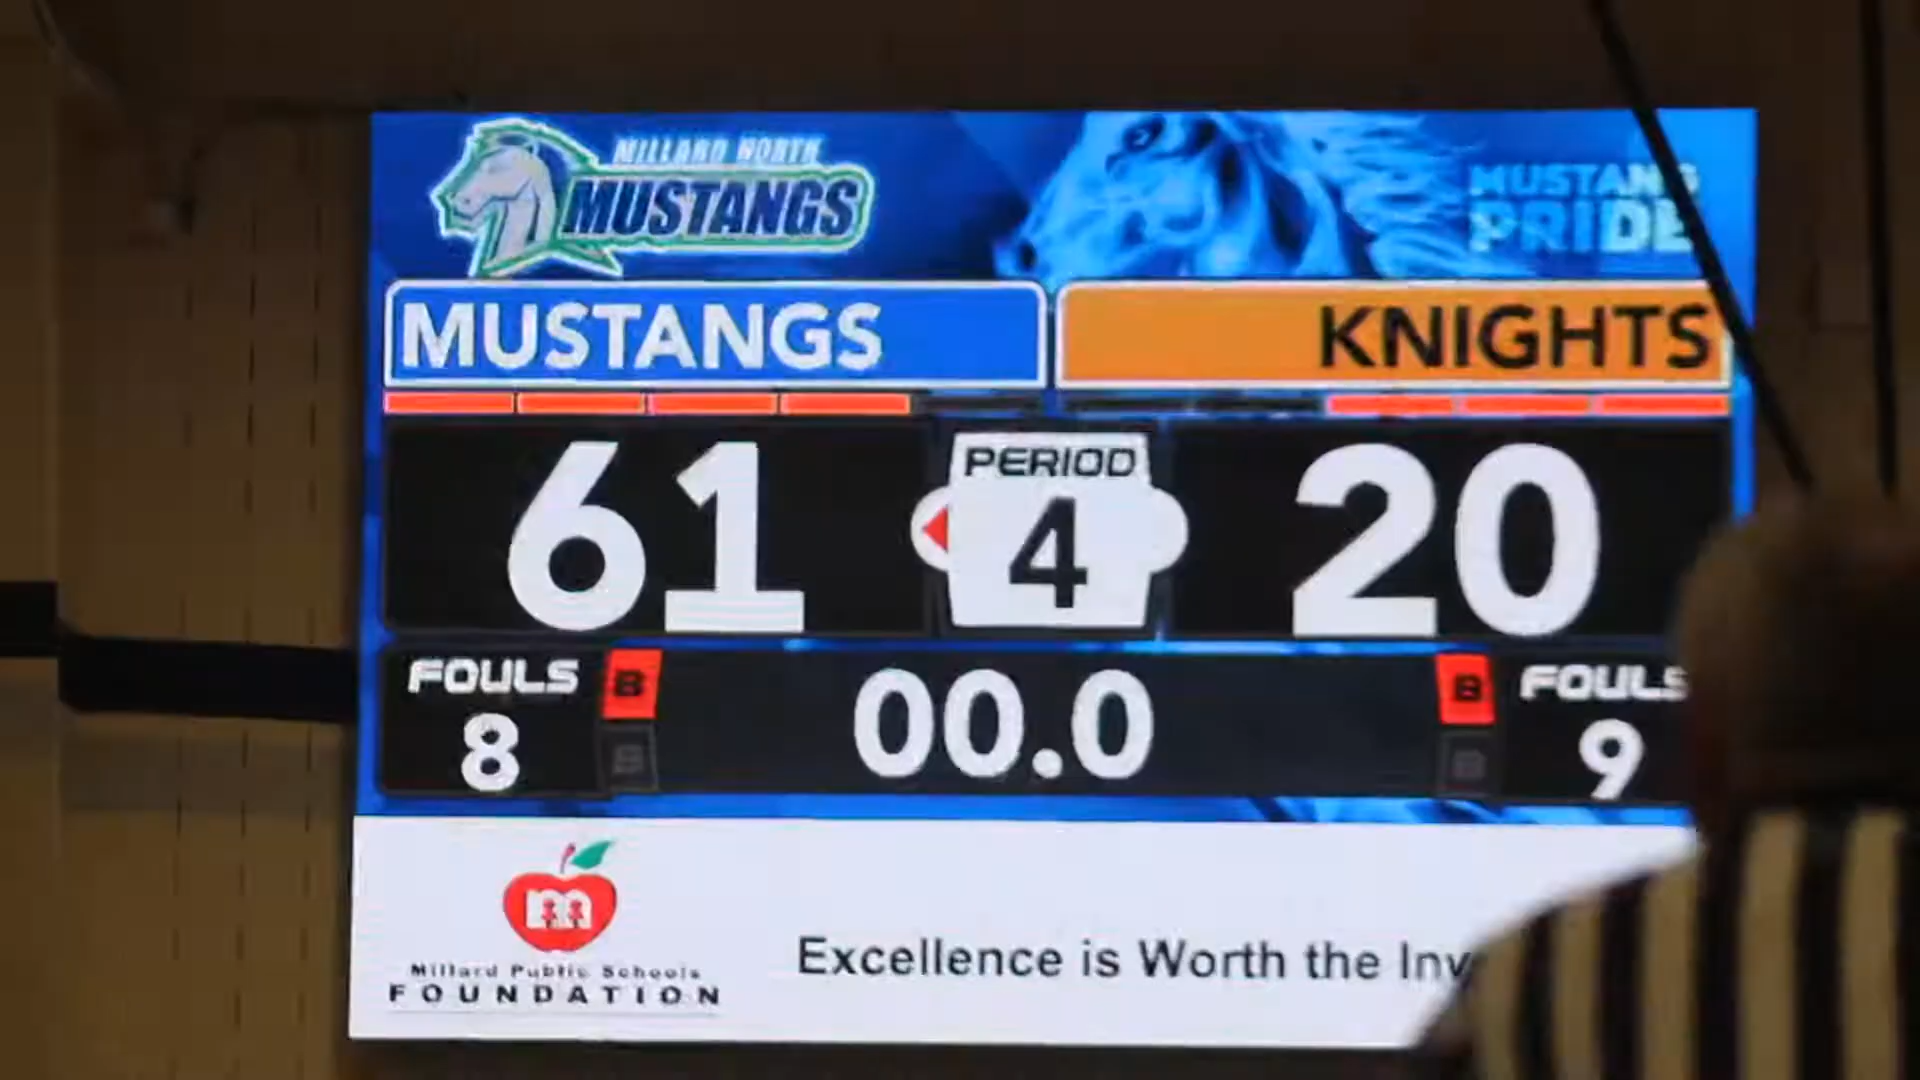 MILLARD NORTH
MUSTANGS
MUSTANG
PRIDE
MUSTANGS
KNIGHTS
61
PERIOD
4
20
FOULS
8
B
B
00.0
B
B
FOULS
9
m
Millard Public Schools
FOUNDATION
Excellence is Worth the Inv